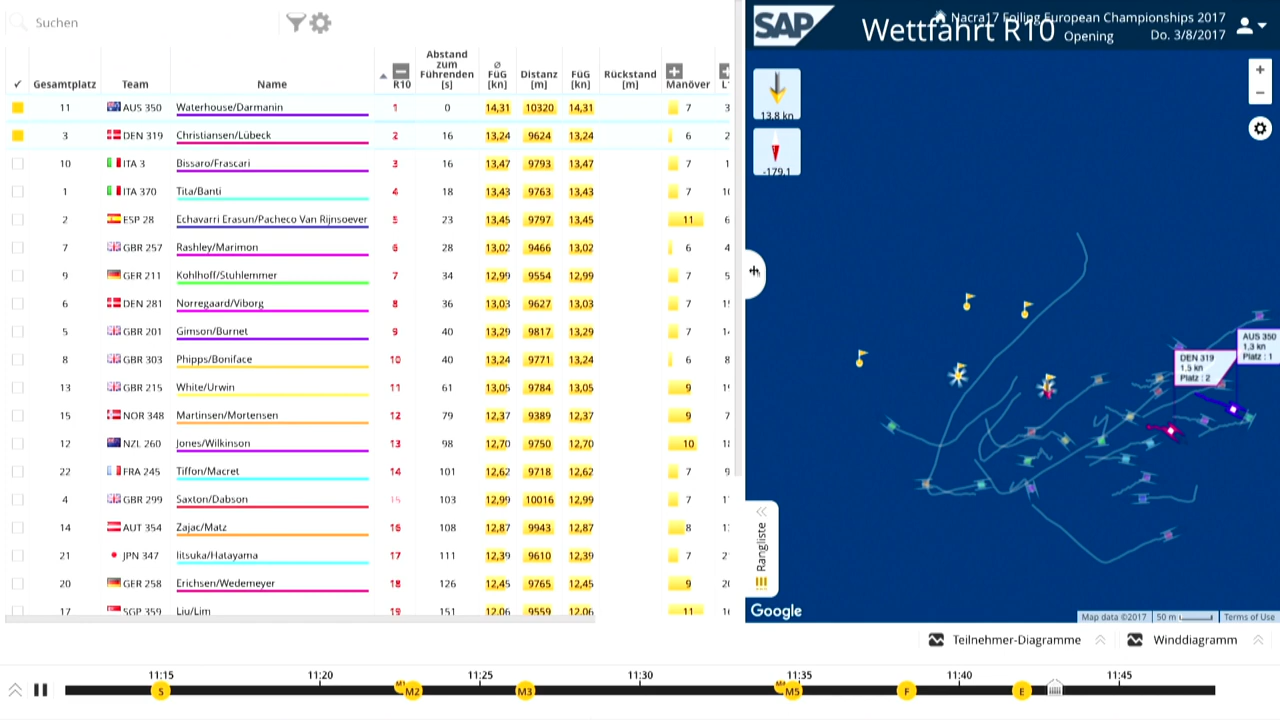 Suchen
✓ Gesamtplatz Team Name R10 Abstand zum Führenden [s] ∅ FüG [kn] Distanz [m] FüG [kn] Rückstand [m] Manöver
11 AUS 350 Waterhouse/Darmanin 1 0 14,31 10320 14,31 7
3 DEN 319 Christiansen/Lübeck 2 16 13,24 9624 13,24 6
10 ITA 3 Bissaro/Frascari 3 16 13,47 9793 13,47 7
1 ITA 370 Tita/Banti 4 18 13,43 9763 13,43 7
2 ESP 28 Echavarri Erasun/Pacheco Van Rijnsoever 5 23 13,45 9797 13,45 11
7 GBR 257 Rashley/Marimon 6 28 13,02 9466 13,02 6
9 GER 211 Kohlhoff/Stuhlemmer 7 34 12,99 9554 12,99 7
6 DEN 281 Norregaard/Viborg 8 36 13,03 9627 13,03 7
5 GBR 201 Gimson/Burnet 9 40 13,29 9817 13,29 7
8 GBR 303 Phipps/Boniface 10 40 13,24 9771 13,24 6
13 GBR 215 White/Urwin 11 61 13,05 9784 13,05 9
15 NOR 348 Martinsen/Mortensen 12 79 12,37 9389 12,37 9
12 NZL 260 Jones/Wilkinson 13 98 12,70 9750 12,70 10
22 FRA 245 Tiffon/Macret 14 101 12,62 9718 12,62 7
4 GBR 299 Saxton/Dabson 15 103 12,99 10016 12,99 7
14 AUT 354 Zajac/Matz 16 108 12,87 9943 12,87 8
21 JPN 347 Iitsuka/Hatayama 17 111 12,39 9610 12,39 7
20 GER 258 Erichsen/Wedemeyer 18 126 12,45 9765 12,45 9
17 SGP 359 Liu/Lim 19 151 12,06 9559 12,06 11
SAP
Wettfahrt R10
Nacra17 Foiling European Championships 2017
Opening
Do. 3/8/2017
13.8 kn
-179.1
+
−
AUS 350
1,3 kn
Platz : 1
DEN 319
1,5 kn
Platz : 2
Rangliste
Google
Map data ©2017 50 m Terms of Use
Teilnehmer-Diagramme Winddiagramm
11:15 11:20 11:25 11:30 11:35 11:40 11:45
S M2 M3 M5 F E